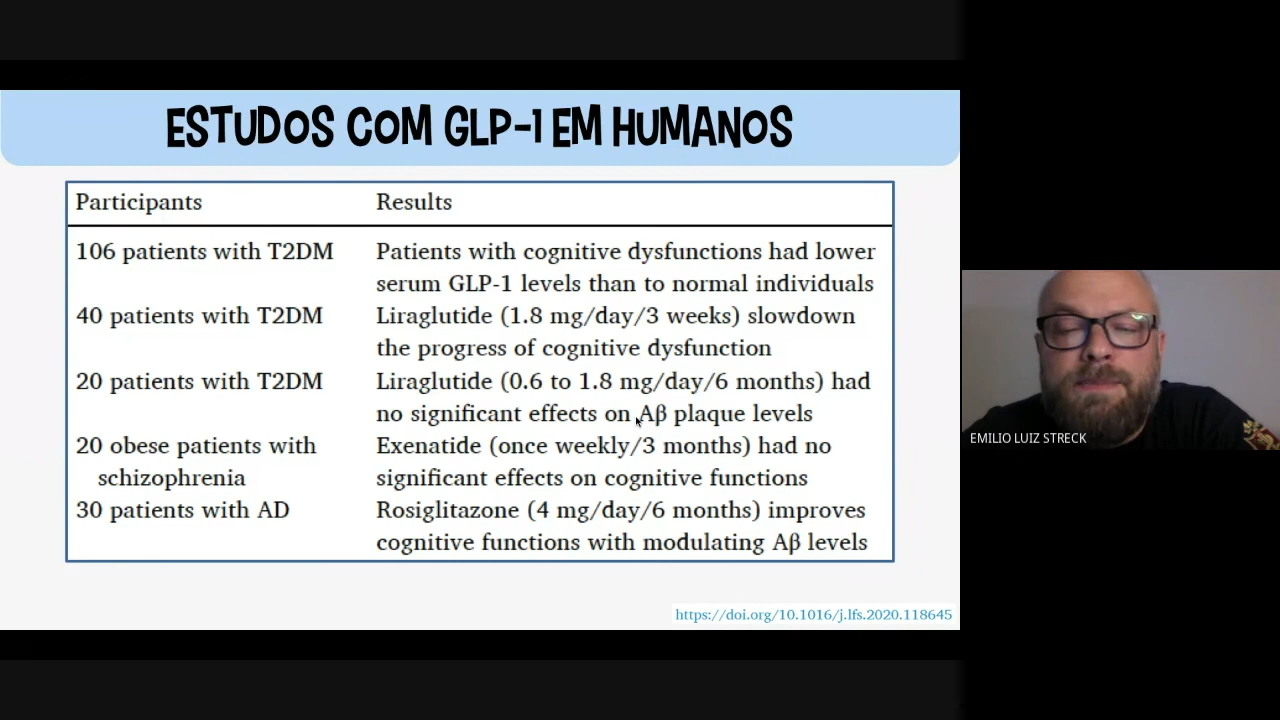 ESTUDOS COM GLP-1 EM HUMANOS
Participants Results
106 patients with T2DM Patients with cognitive dysfunctions had lower
serum GLP-1 levels than to normal individuals
40 patients with T2DM Liraglutide (1.8 mg/day/3 weeks) slowdown
the progress of cognitive dysfunction
20 patients with T2DM Liraglutide (0.6 to 1.8 mg/day/6 months) had
no significant effects on Aβ plaque levels
20 obese patients with Exenatide (once weekly/3 months) had no
schizophrenia significant effects on cognitive functions
30 patients with AD Rosiglitazone (4 mg/day/6 months) improves
cognitive functions with modulating Aβ levels
https://doi.org/10.1016/j.lfs.2020.118645
EMILIO LUIZ STRECK